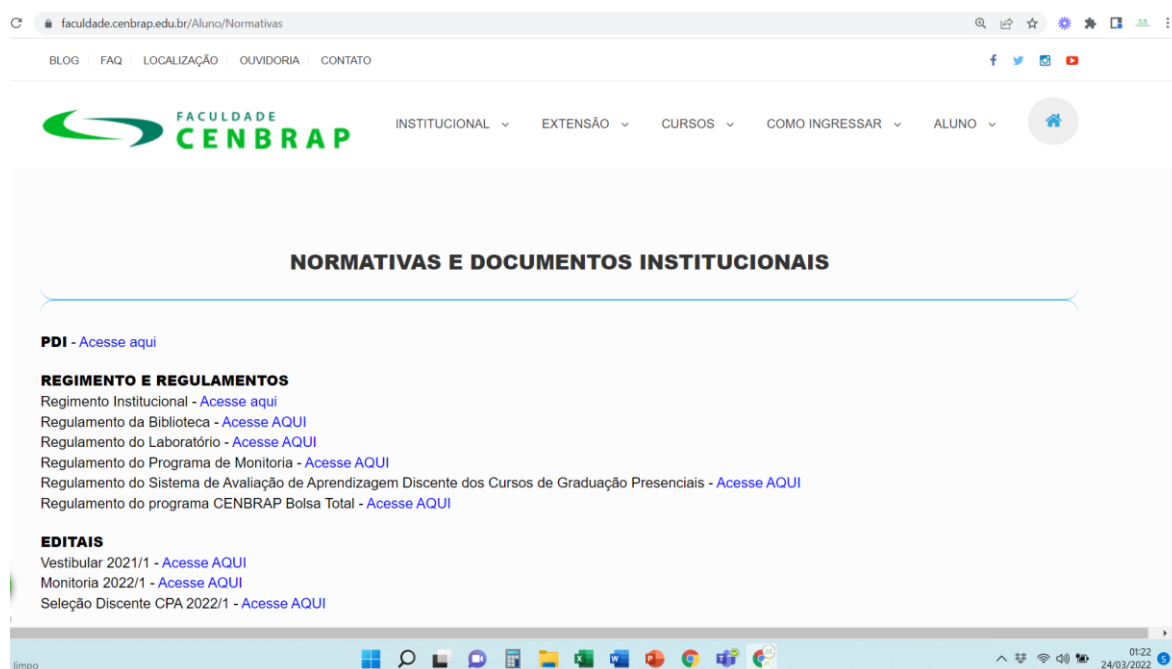 faculdade.cenbrap.edu.br/Aluno/Normativas
BLOG FAQ LOCALIZAÇÃO OUVIDORIA CONTATO
FACULDADE
CENBRAP
INSTITUCIONAL EXTENSÃO CURSOS COMO INGRESSAR ALUNO
NORMATIVAS E DOCUMENTOS INSTITUCIONAIS
PDI - Acesse aqui
REGIMENTO E REGULAMENTOS
Regimento Institucional - Acesse aqui
Regulamento da Biblioteca - Acesse AQUI
Regulamento do Laboratório - Acesse AQUI
Regulamento do Programa de Monitoria - Acesse AQUI
Regulamento do Sistema de Avaliação de Aprendizagem Discente dos Cursos de Graduação Presenciais - Acesse AQUI
Regulamento do programa CENBRAP Bolsa Total - Acesse AQUI
EDITAIS
Vestibular 2021/1 - Acesse AQUI
Monitoria 2022/1 - Acesse AQUI
Seleção Discente CPA 2022/1 - Acesse AQUI
limpo
01:22
24/03/2022 5